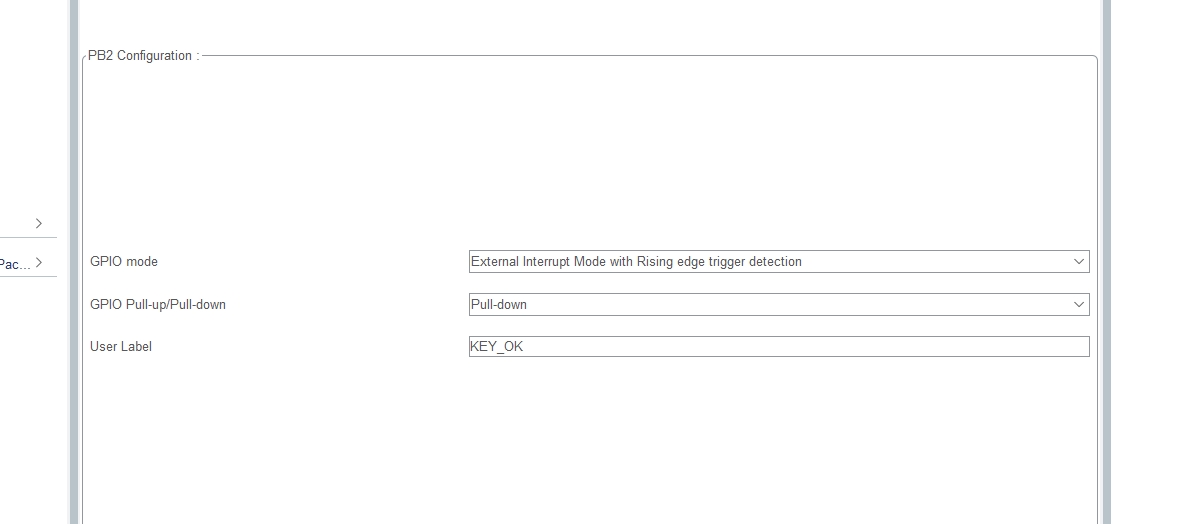 PB2 Configuration :
Pac...
GPIO mode External Interrupt Mode with Rising edge trigger detection
GPIO Pull-up/Pull-down Pull-down
User Label KEY_OK